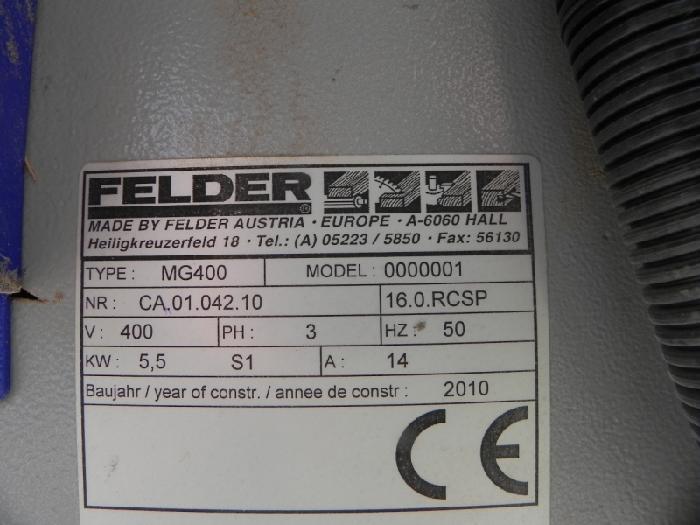 FELDER ®
MADE BY FELDER AUSTRIA · EUROPE · A-6060 HALL
Heiligkreuzerfeld 18 · Tel.: (A) 05223 / 5850 · Fax: 56130
TYPE : MG400 MODEL : 0000001
NR : CA.01.042.10 16.0.RCSP
V : 400 PH : 3 HZ : 50
KW : 5,5 S1 A : 14
Baujahr / year of constr. / annee de constr : 2010
CE